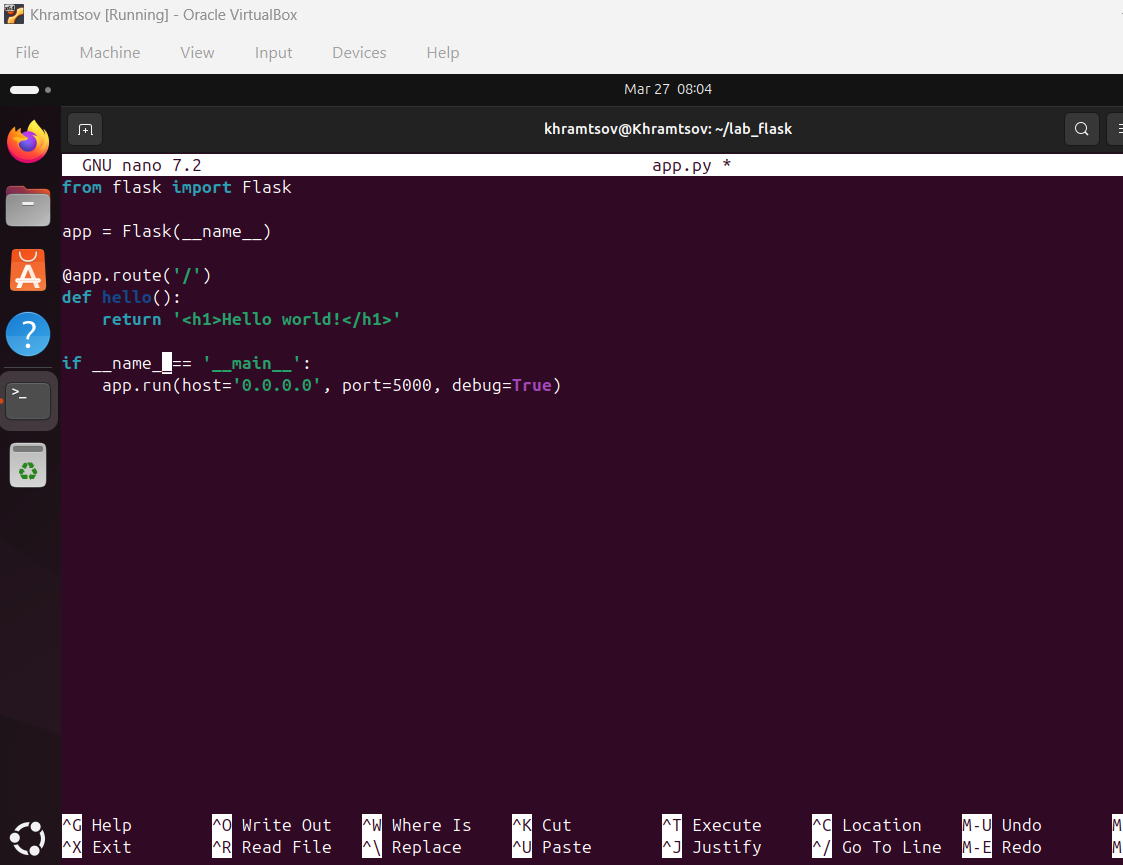 Khramtsov [Running] - Oracle VirtualBox
File Machine View Input Devices Help
Mar 27 08:04
khramtsov@Khramtsov: ~/lab_flask
GNU nano 7.2 app.py *
from flask import Flask
app = Flask(__name__)
@app.route('/')
def hello():
    return '<h1>Hello world!</h1>'
if __name_ == '__main__':
    app.run(host='0.0.0.0', port=5000, debug=True)
^G Help ^O Write Out ^W Where Is ^K Cut ^T Execute ^C Location M-U Undo
^X Exit ^R Read File ^\ Replace ^U Paste ^J Justify ^/ Go To Line M-E Redo